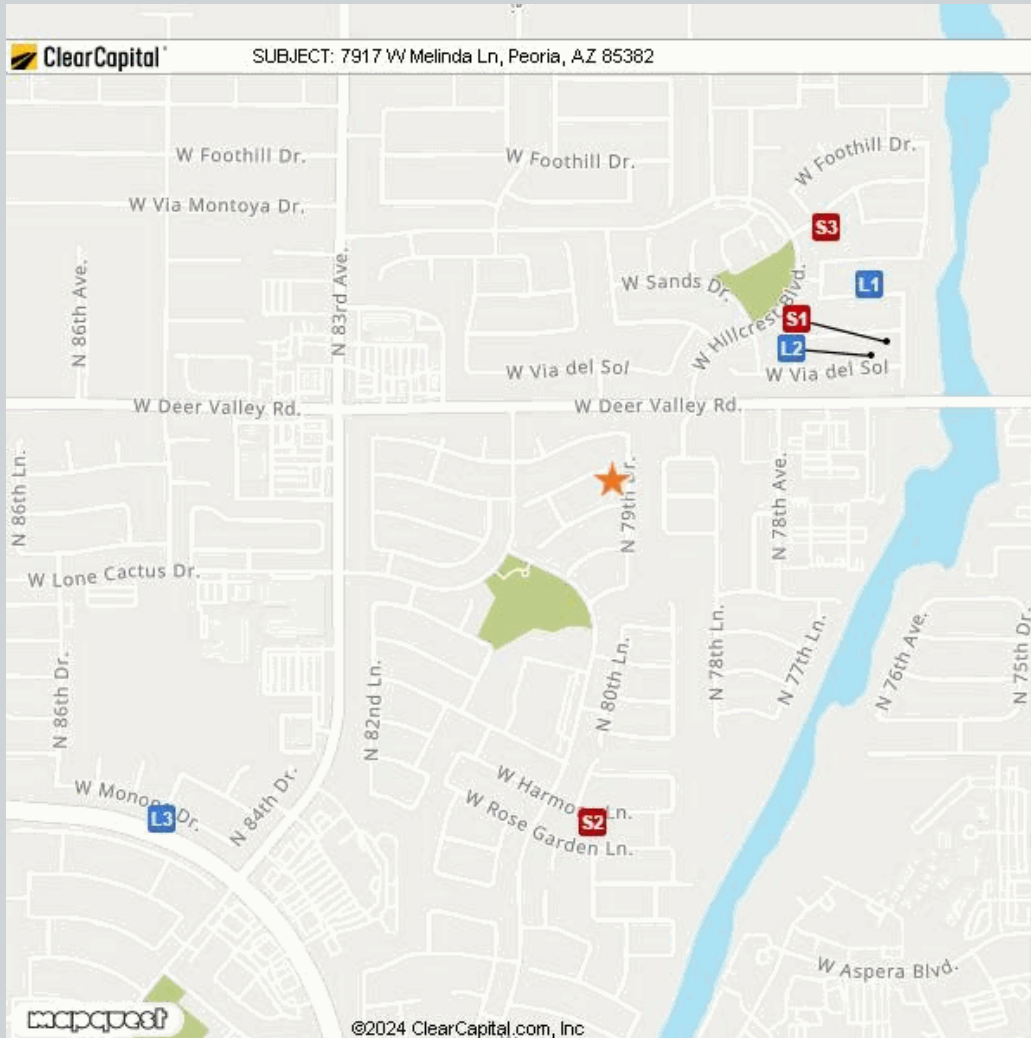 ClearCapital
SUBJECT: 7917 W Melinda Ln, Peoria, AZ 85382
W Foothill Dr.
W Foothill Dr.
W Foothill Dr.
W Via Montoya Dr.
S3
N 86th Ave.
N 83rd Ave.
W Sands Dr.
L1
W Hillcrest Blvd.
S1
L2
W Via del Sol
W Via del Sol
W Deer Valley Rd.
W Deer Valley Rd.
N 86th Ln.
N 79th Dr.
N 78th Ave.
W Lone Cactus Dr.
N 86th Dr.
N 82nd Ln.
N 80th Ln.
N 78th Ln.
N 77th Ln.
N 76th Ave.
N 75th Dr.
W Monona Dr.
L3
N 84th Dr.
W Harmony Ln.
S2
W Rose Garden Ln.
W Aspera Blvd.
mapquest
©2024 ClearCapital.com, Inc